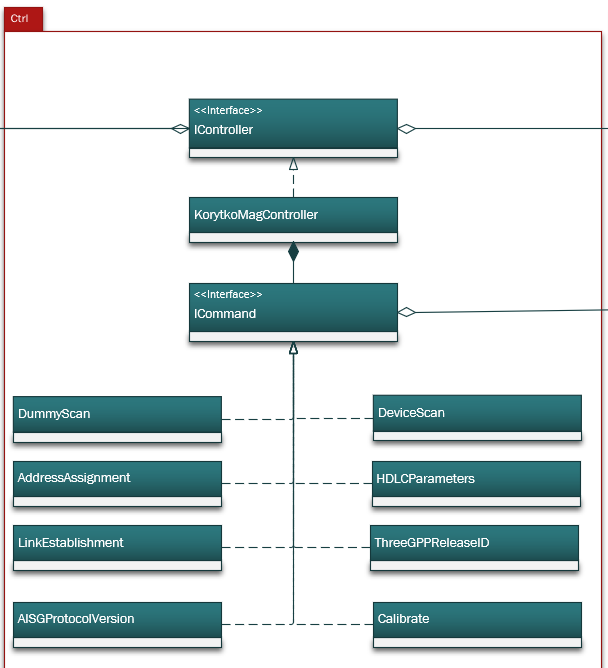 Ctrl
<<Interface>>
IController
KorytkoMagController
<<Interface>>
ICommand
DummyScan
DeviceScan
AddressAssignment
HDLCParameters
LinkEstablishment
ThreeGPPReleaseID
AISGProtocolVersion
Calibrate